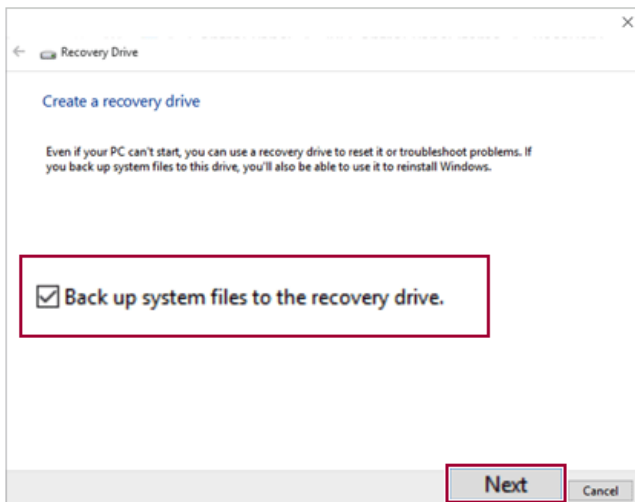 Recovery Drive
Create a recovery drive
Even if your PC can't start, you can use a recovery drive to reset it or troubleshoot problems. If
you back up system files to this drive, you'll also be able to use it to reinstall Windows.
Back up system files to the recovery drive.
Next
Cancel